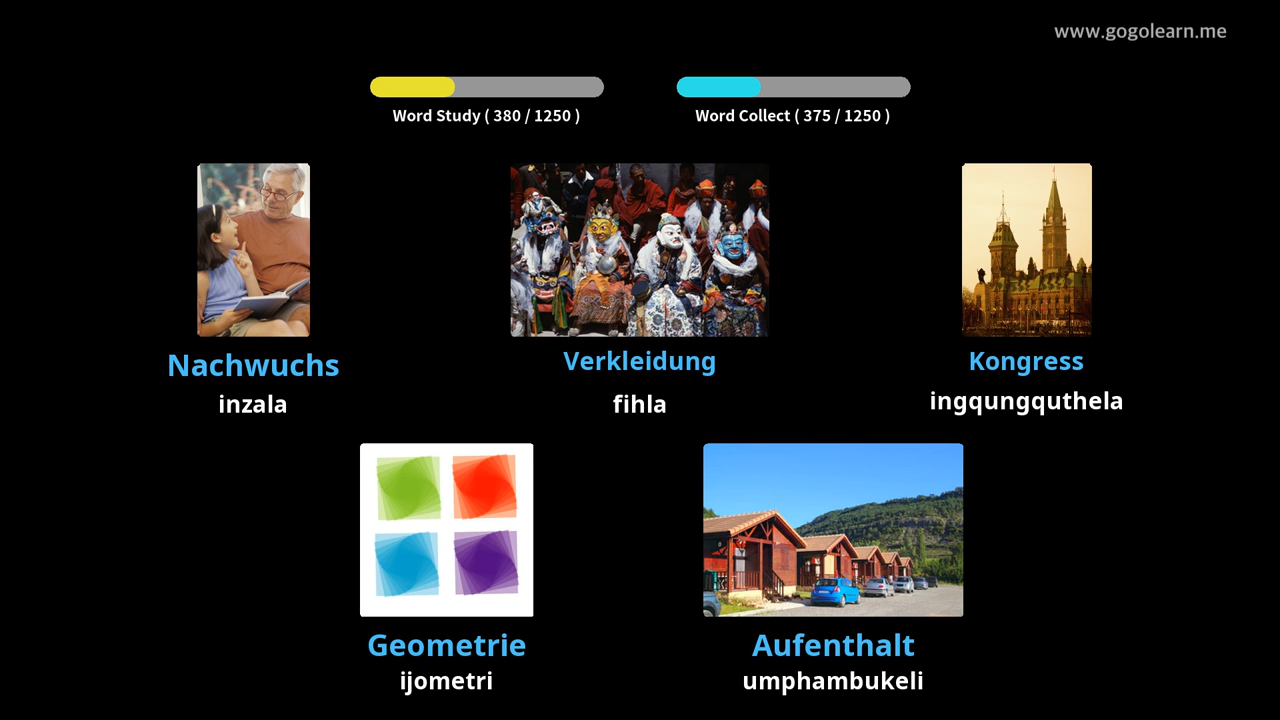 www.gogolearn.me
Word Study ( 380 / 1250 )
Word Collect ( 375 / 1250 )
Nachwuchs
inzala
Verkleidung
fihla
Kongress
ingqungqquthela
Geometrie
ijometri
Aufenthalt
umphambukeli